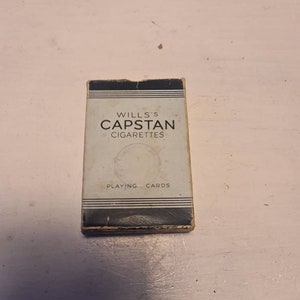 WILLS'S
CAPSTAN
CIGARETTES
PLAYING CARDS